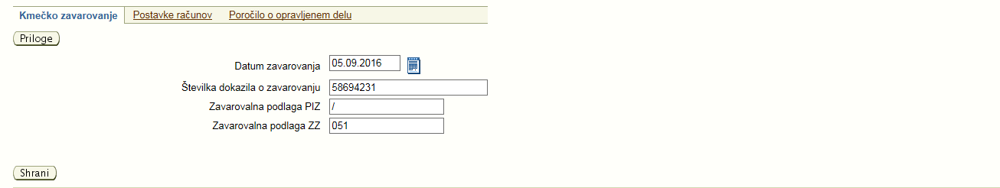 Kmečko zavarovanje Postavke računov Poročilo o opravljenem delu
Priloge
Datum zavarovanja 05.09.2016
Številka dokazila o zavarovanju 58694231
Zavarovalna podlaga PIZ /
Zavarovalna podlaga ZZ 051
Shrani